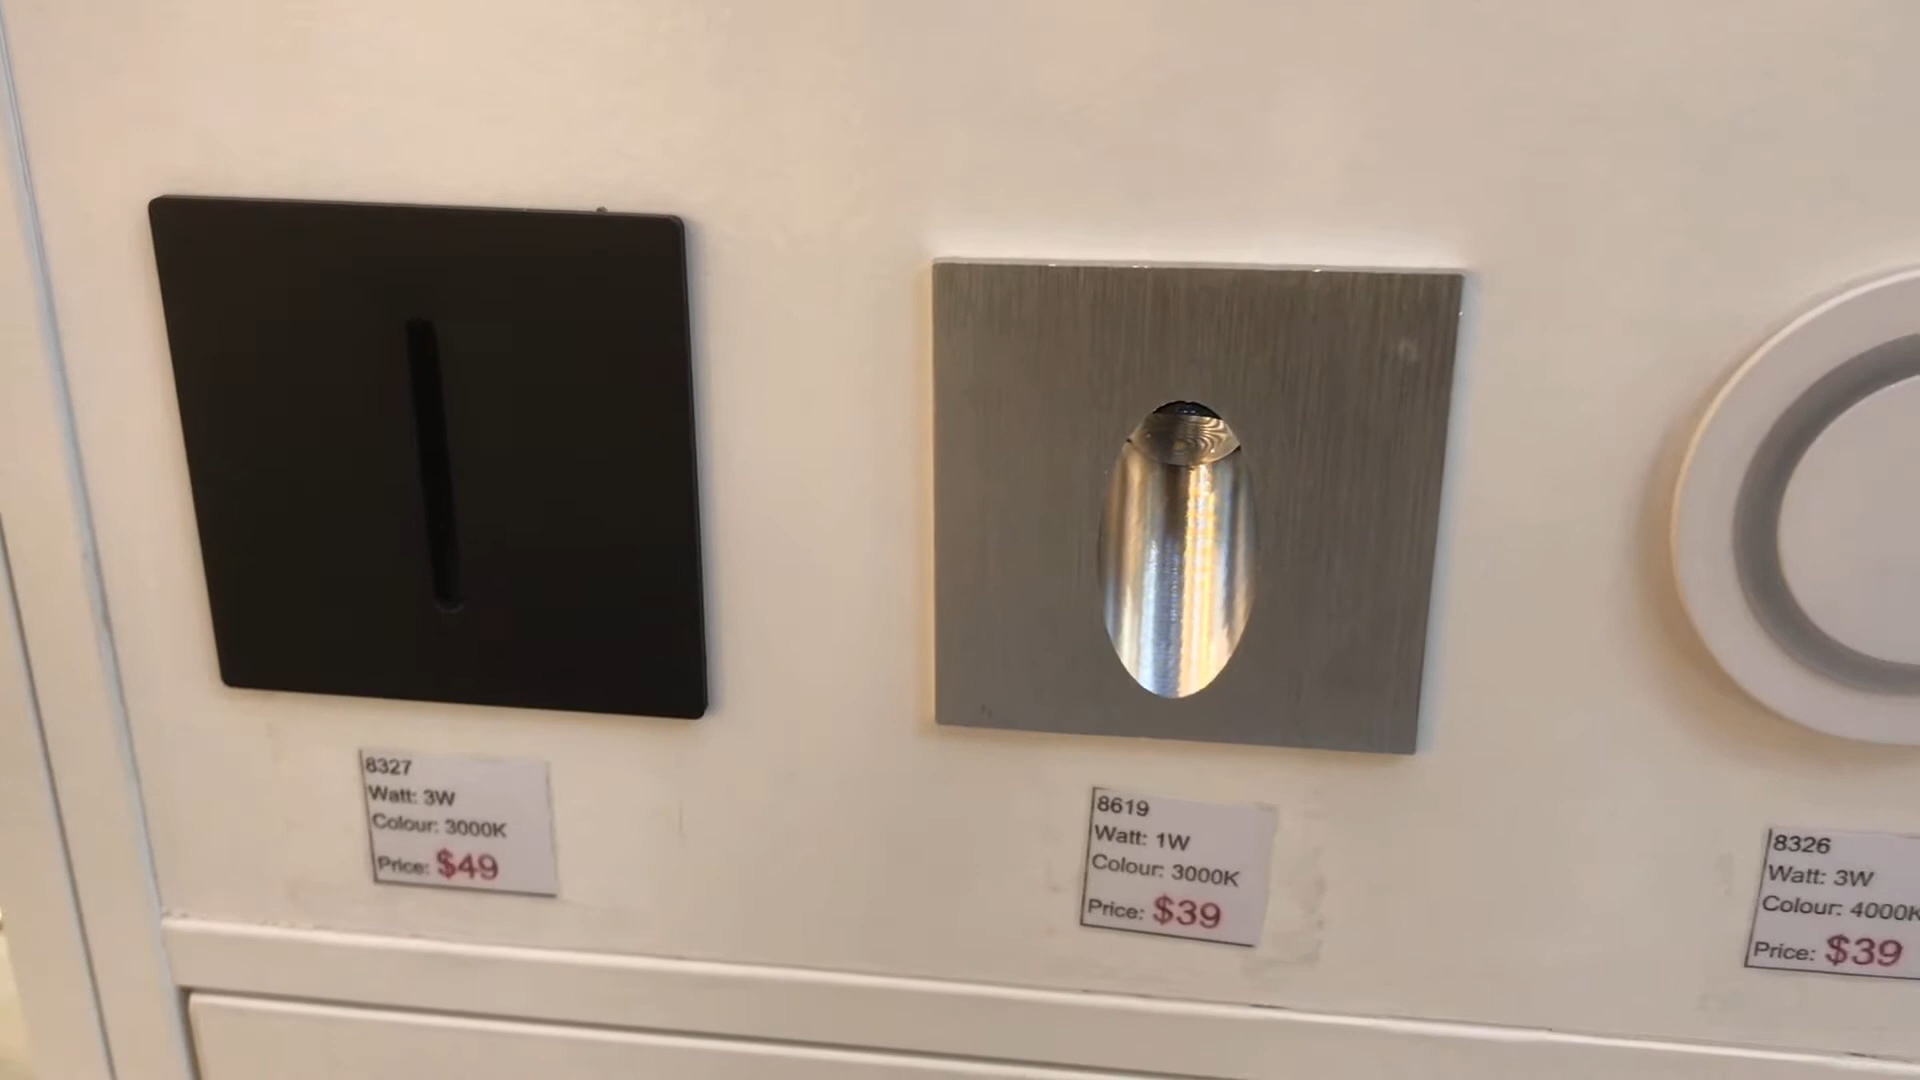 8327
Watt: 3W
Colour: 3000K
Price: $49
8619
Watt: 1W
Colour: 3000K
Price: $39
8326
Watt: 3W
Colour: 4000K
Price: $39